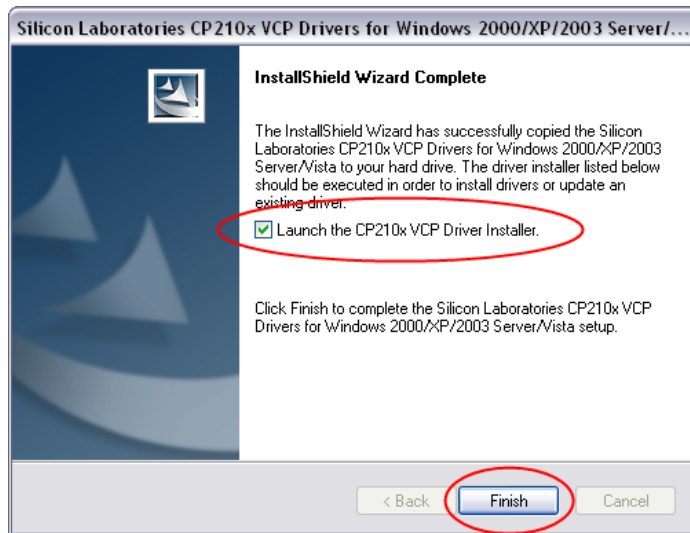 Silicon Laboratories CP210x VCP Drivers for Windows 2000/XP/2003 Server/...
InstallShield Wizard Complete
The InstallShield Wizard has successfully copied the Silicon
Laboratories CP210x VCP Drivers for Windows 2000/XP/2003
Server/Vista to your hard drive. The driver installer listed below
should be executed in order to install drivers or update an
existing driver.
Launch the CP210x VCP Driver Installer.
Click Finish to complete the Silicon Laboratories CP210x VCP
Drivers for Windows 2000/XP/2003 Server/Vista setup.
< Back
Finish
Cancel